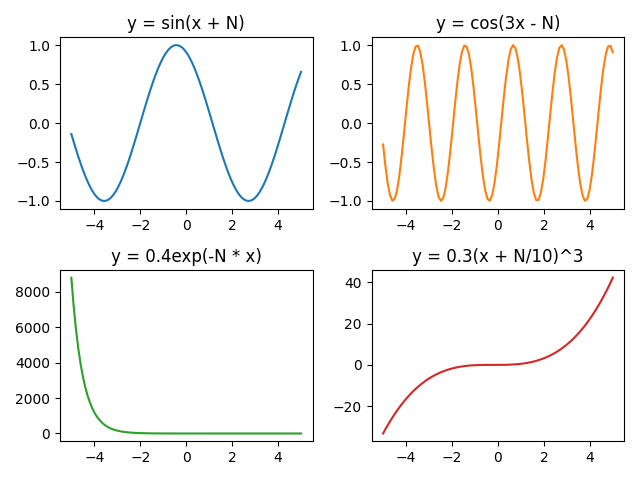 y = sin(x + N)
y = cos(3x - N)
1.0
0.5
0.0
−0.5
−1.0
−4 −2 0 2 4
1.0
0.5
0.0
−0.5
−1.0
−4 −2 0 2 4
y = 0.4exp(-N * x)
y = 0.3(x + N/10)^3
8000
6000
4000
2000
0
−4 −2 0 2 4
40
20
0
−20
−4 −2 0 2 4